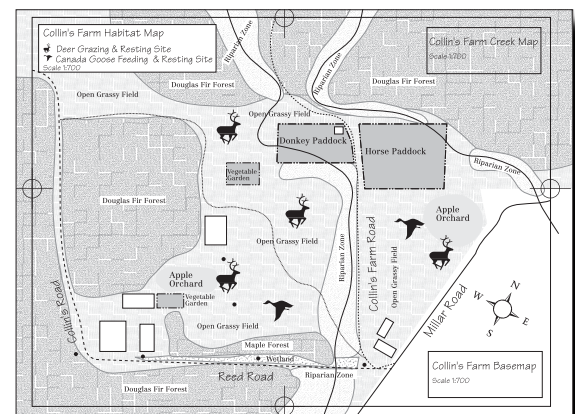 Collin's Farm Habitat Map
Deer Grazing & Resting Site
Canada Goose Feeding & Resting Site
Scale 1:700
Collin's Farm Creek Map
Scale 1:700
Riparian Zone
Riparian Zone
Douglas Fir Forest
Douglas Fir Forest
Open Grassy Field
Open Grassy Field
Donkey Paddock
Horse Paddock
Riparian Zone
Vegetable
Garden
Douglas Fir Forest
Apple
Orchard
Open Grassy Field
Riparian Zone
Collin's Farm Road
Open Grassy Field
Apple
Orchard
Vegetable
Garden
Millar Road
N
W
E
S
Open Grassy Field
Collin's Road
Maple Forest
Wetland
Reed Road
Riparian Zone
Douglas Fir Forest
Collin's Farm Basemap
Scale 1:700